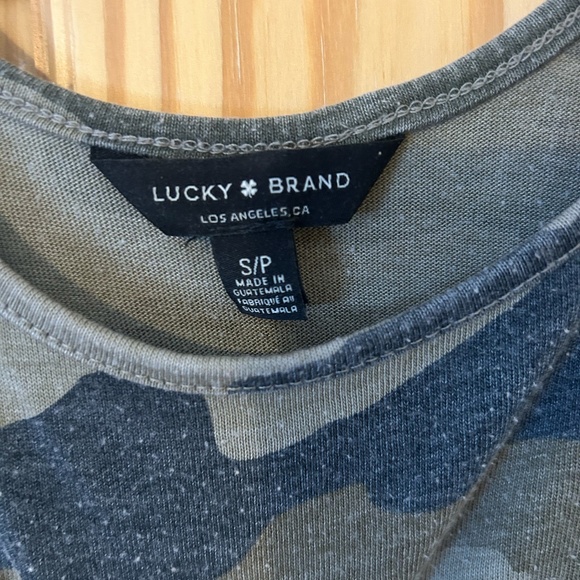 LUCKY BRAND
LOS ANGELES, CA
S/P
MADE IN
GUATEMALA
FABRIQUÉ AU
GUATEMALA